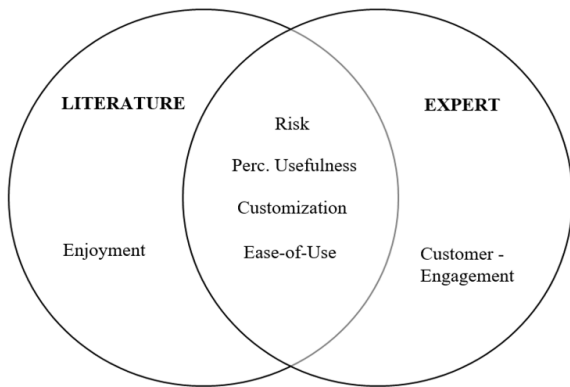 LITERATURE
EXPERT
Risk
Perc. Usefulness
Customization
Ease-of-Use
Enjoyment
Customer -
Engagement